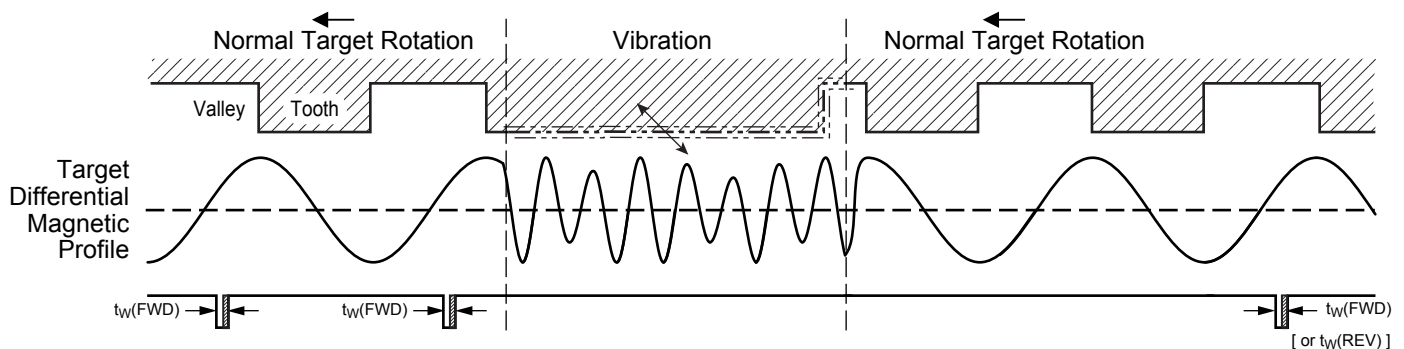 Normal Target Rotation
Vibration
Normal Target Rotation
Valley
Tooth
Target
Differential
Magnetic
Profile
tW(FWD)
tW(FWD)
tW(FWD)
[ or tW(REV) ]